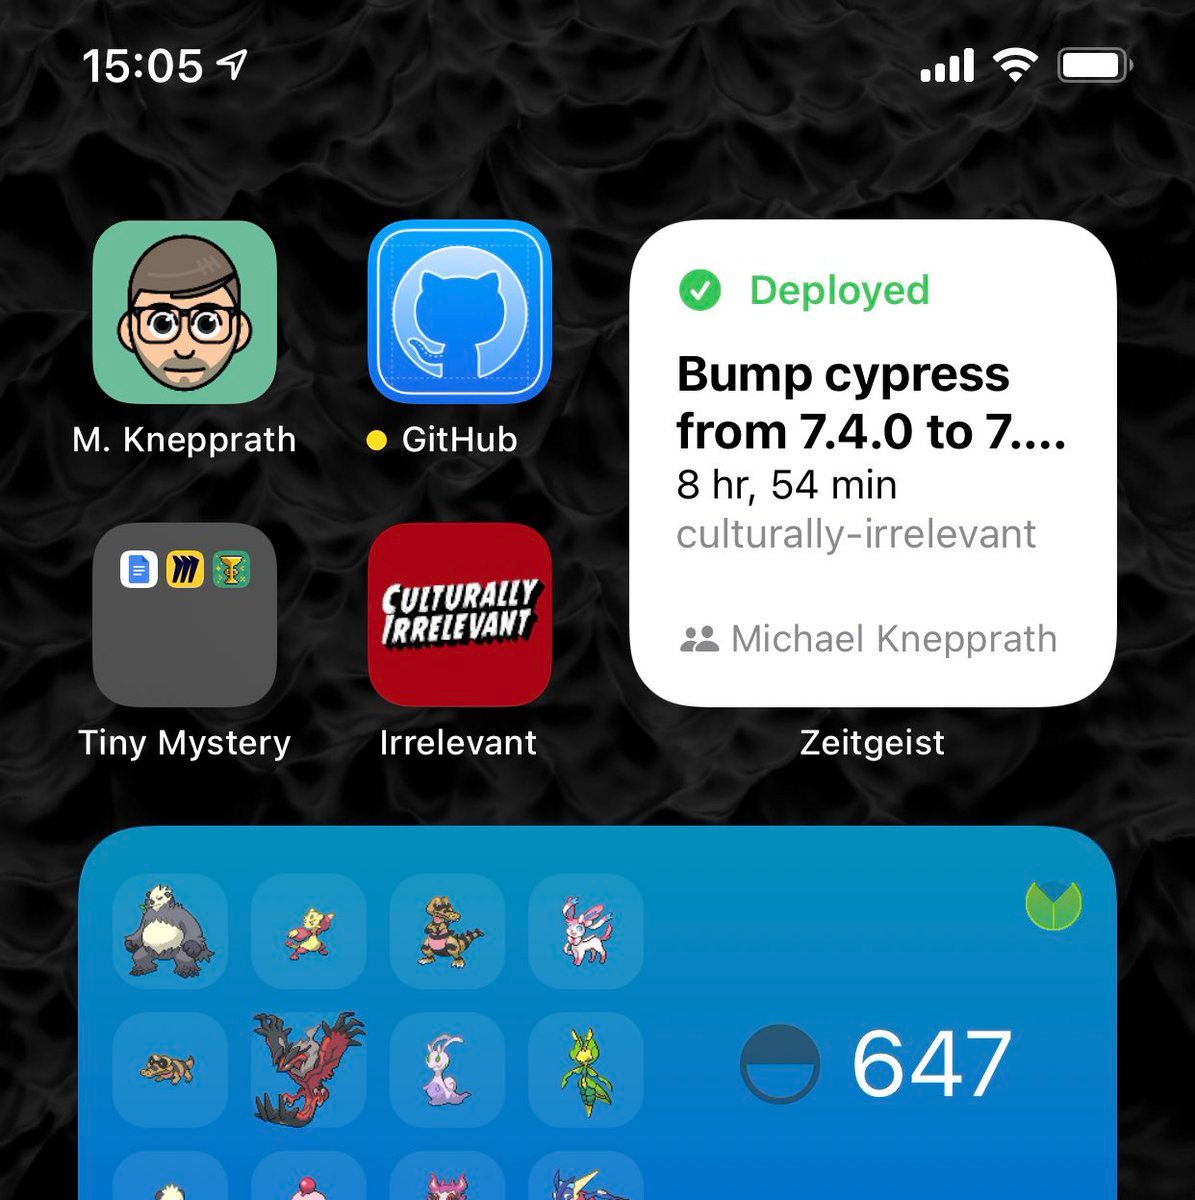 15:05
Deployed
Bump cypress
from 7.4.0 to 7....
8 hr, 54 min
culturally-irrelevant
Michael Knepprath
M. Knepprath
GitHub
CULTURALLY
IRRELEVANT
Tiny Mystery
Irrelevant
Zeitgeist
647